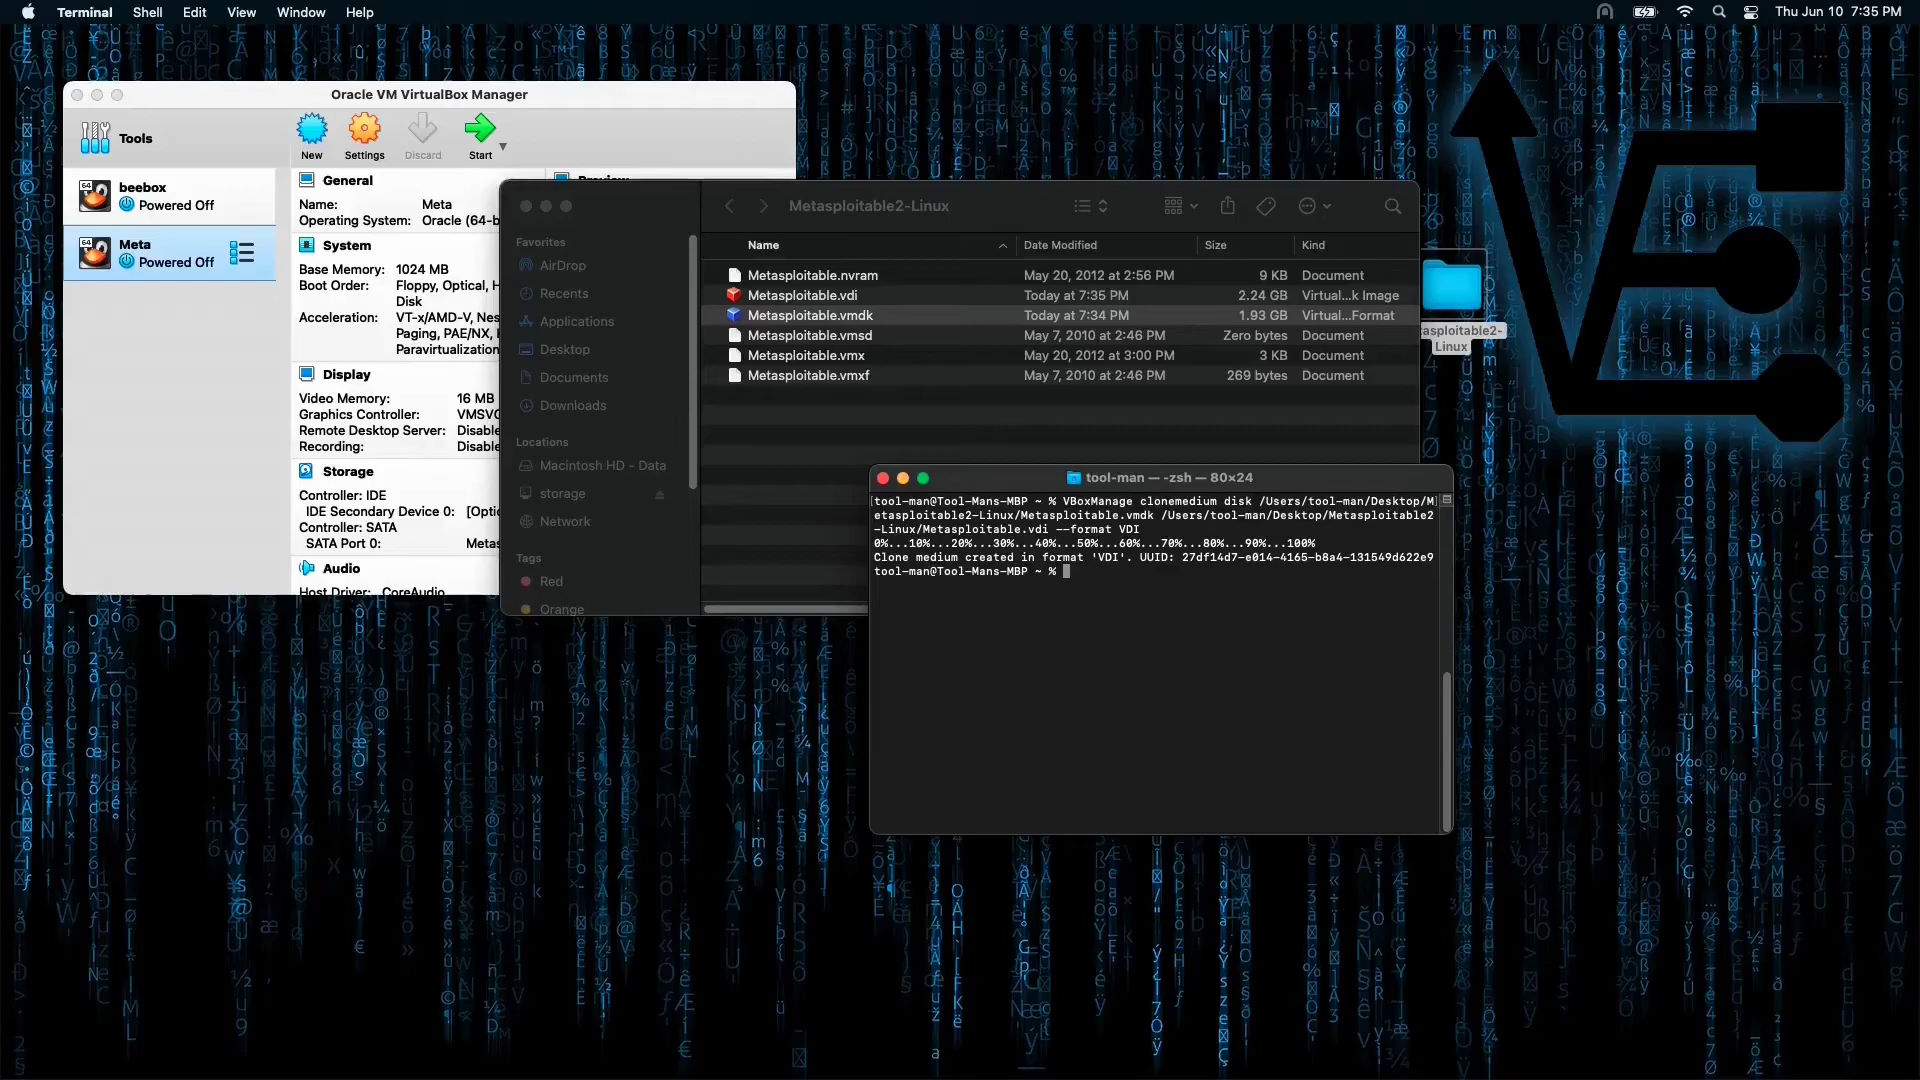 Terminal Shell Edit View Window Help
Thu Jun 10 7:35 PM
Oracle VM VirtualBox Manager
Tools
New Settings Discard Start
beebox
Powered Off
Meta
Powered Off
General
Name: Meta
Operating System: Oracle (64-b
System
Base Memory: 1024 MB
Boot Order: Floppy, Optical, H
Disk
Acceleration: VT-x/AMD-V, Nes
Paging, PAE/NX,
Paravirtualization
Display
Video Memory: 16 MB
Graphics Controller: VMSVG
Remote Desktop Server: Disable
Recording: Disable
Storage
Controller: IDE
IDE Secondary Device 0: [Optic
Controller: SATA
SATA Port 0: Metas
Audio
Host Driver: CoreAudio
Preview
Favorites
AirDrop
Recents
Applications
Desktop
Documents
Downloads
Locations
Macintosh HD - Data
storage
Network
Tags
Red
Orange
Metasploitable2-Linux
Name Date Modified Size Kind
Metasploitable.nvram May 20, 2012 at 2:56 PM 9 KB Document
Metasploitable.vdi Today at 7:35 PM 2.24 GB Virtual...k Image
Metasploitable.vmdk Today at 7:34 PM 1.93 GB Virtual...Format
Metasploitable.vmsd May 7, 2010 at 2:46 PM Zero bytes Document
Metasploitable.vmx May 20, 2012 at 3:00 PM 3 KB Document
Metasploitable.vmxf May 7, 2010 at 2:46 PM 269 bytes Document
asploitable2-
Linux
tool-man — -zsh — 80×24
[tool-man@Tool-Mans-MBP ~ % VBoxManage clonemedium disk /Users/tool-man/Desktop/M]
etasploitable2-Linux/Metasploitable.vmdk /Users/tool-man/Desktop/Metasploitable2
-Linux/Metasploitable.vdi --format VDI
0%...10%...20%...30%...40%...50%...60%...70%...80%...90%...100%
Clone medium created in format 'VDI'. UUID: 27df14d7-e014-4165-b8a4-131549d622e9
tool-man@Tool-Mans-MBP ~ %